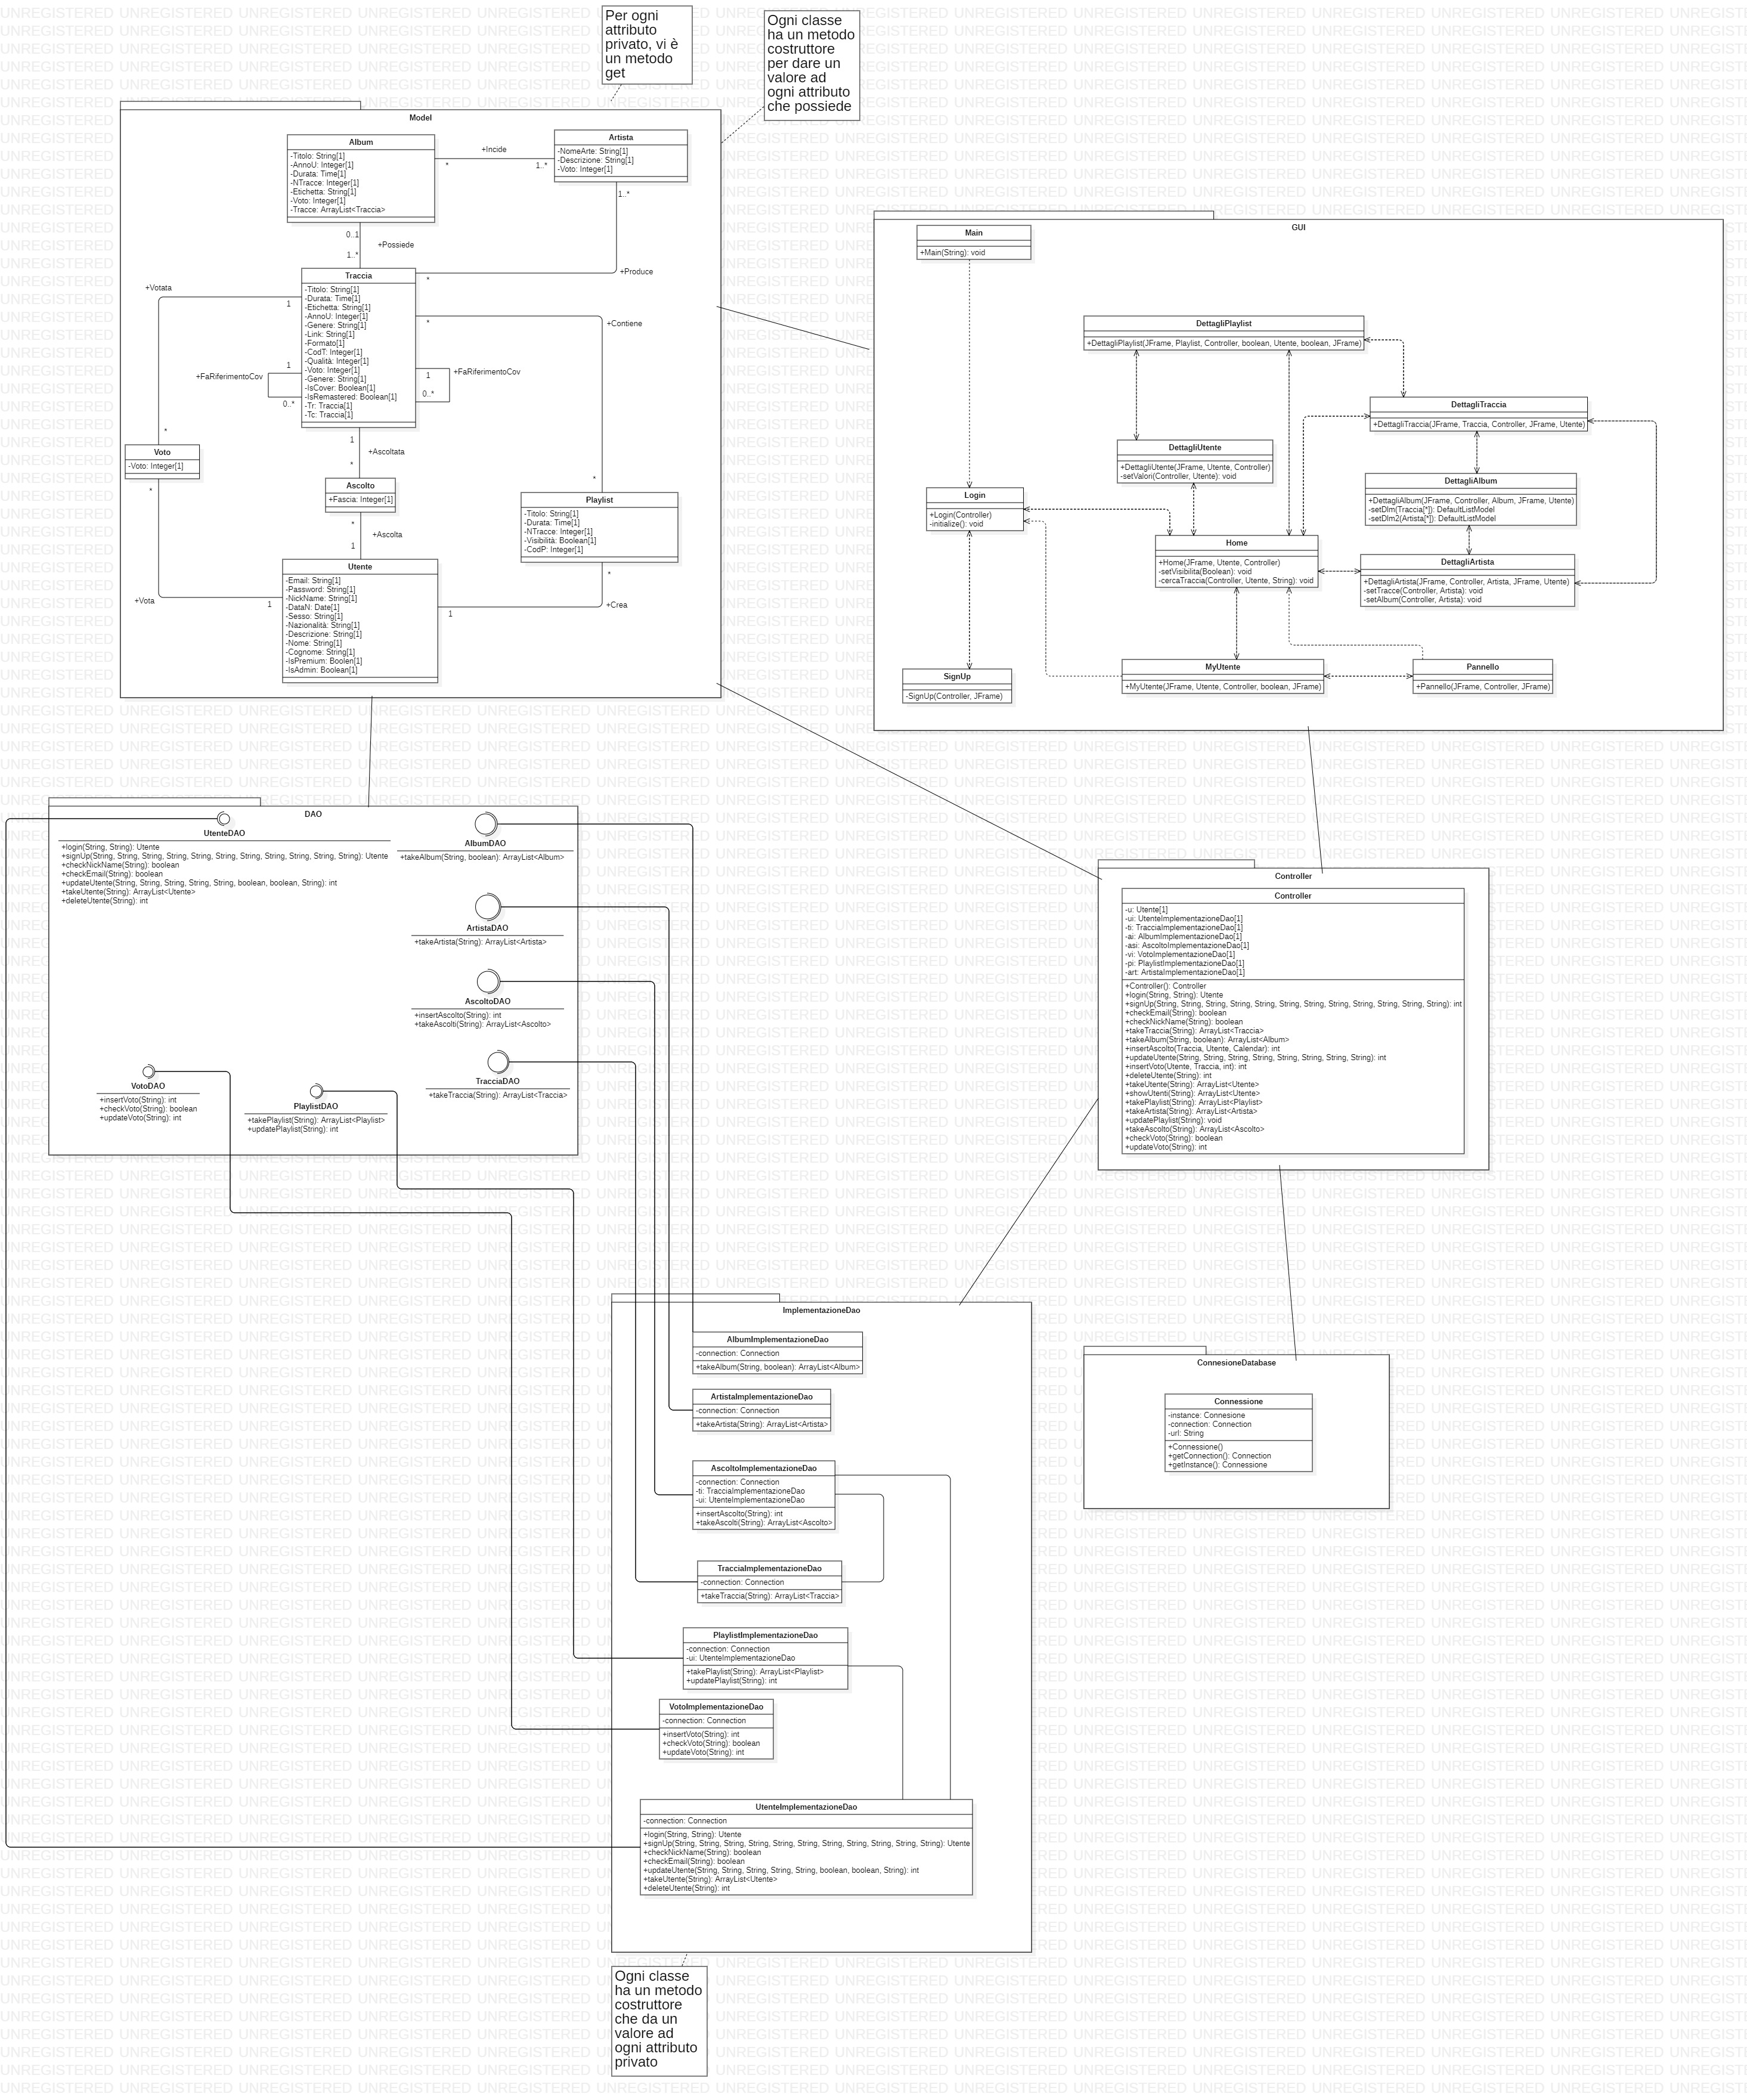 Per ogni
attributo
privato, vi è
un metodo
get
Ogni classe
ha un metodo
costruttore
per dare un
valore ad
ogni attributo
che possiede
Model
Album
-Titolo: String[1]
-AnnoU: Integer[1]
-Durata: Time[1]
-NTracce: Integer[1]
-Etichetta: String[1]
-Voto: Integer[1]
-Tracce: ArrayList<Traccia>
+Incide
*
1..*
Artista
-NomeArte: String[1]
-Descrizione: String[1]
-Voto: Integer[1]
1..*
0..1
+Possiede
1..*
+Produce
*
Traccia
-Titolo: String[1]
-Durata: Time[1]
-Etichetta: String[1]
-AnnoU: Integer[1]
-Genere: String[1]
-Link: String[1]
-Formato[1]
-CodT: Integer[1]
-Qualità: Integer[1]
-Voto: Integer[1]
-Genere: String[1]
-IsCover: Boolean[1]
-IsRemastered: Boolean[1]
-Tr: Traccia[1]
-Tc: Traccia[1]
+Votata
1
*
+Contiene
1
+FaRiferimentoCov
0..*
1
+FaRiferimentoCov
0..*
1
+Ascoltata
*
*
Voto
-Voto: Integer[1]
*
Ascolto
+Fascia: Integer[1]
*
+Ascolta
1
*
Playlist
-Titolo: String[1]
-Durata: Time[1]
-NTracce: Integer[1]
-Visibilità: Boolean[1]
-CodP: Integer[1]
*
+Crea
1
+Vota
1
Utente
-Email: String[1]
-Password: String[1]
-NickName: String[1]
-DataN: Date[1]
-Sesso: String[1]
-Nazionalità: String[1]
-Descrizione: String[1]
-Nome: String[1]
-Cognome: String[1]
-IsPremium: Boolen[1]
-IsAdmin: Boolean[1]
GUI
Main
+Main(String): void
DettagliPlaylist
+DettagliPlaylist(JFrame, Playlist, Controller, boolean, Utente, boolean, JFrame)
DettagliTraccia
+DettagliTraccia(JFrame, Traccia, Controller, JFrame, Utente)
DettagliUtente
+DettagliUtente(JFrame, Utente, Controller)
-setValori(Controller, Utente): void
DettagliAlbum
+DettagliAlbum(JFrame, Controller, Album, JFrame, Utente)
-setDlm(Traccia[*]): DefaultListModel
-setDlm2(Artista[*]): DefaultListModel
Login
+Login(Controller)
-initialize(): void
Home
+Home(JFrame, Utente, Controller)
-setVisibilita(Boolean): void
-cercaTraccia(Controller, Utente, String): void
DettagliArtista
+DettagliArtista(JFrame, Controller, Artista, JFrame, Utente)
-setTracce(Controller, Artista): void
-setAlbum(Controller, Artista): void
SignUp
-SignUp(Controller, JFrame)
MyUtente
+MyUtente(JFrame, Utente, Controller, boolean, JFrame)
Pannello
+Pannello(JFrame, Controller, JFrame)
DAO
UtenteDAO
+login(String, String): Utente
+signUp(String, String, String, String, String, String, String, String, String, String, String): Utente
+checkNickName(String): boolean
+checkEmail(String): boolean
+updateUtente(String, String, String, String, String, boolean, boolean, String): int
+takeUtente(String): ArrayList<Utente>
+deleteUtente(String): int
AlbumDAO
+takeAlbum(String, boolean): ArrayList<Album>
ArtistaDAO
+takeArtista(String): ArrayList<Artista>
AscoltoDAO
+insertAscolto(String): int
+takeAscolti(String): ArrayList<Ascolto>
TracciaDAO
+takeTraccia(String): ArrayList<Traccia>
VotoDAO
+insertVoto(String): int
+checkVoto(String): boolean
+updateVoto(String): int
PlaylistDAO
+takePlaylist(String): ArrayList<Playlist>
+updatePlaylist(String): int
Controller
Controller
-u: Utente[1]
-ui: UtenteImplementazioneDao[1]
-ti: TracciaImplementazioneDao[1]
-ai: AlbumImplementazioneDao[1]
-asi: AscoltoImplementazioneDao[1]
-vi: VotoImplementazioneDao[1]
-pi: PlaylistImplementazioneDao[1]
-art: ArtistaImplementazioneDao[1]
+Controller(): Controller
+login(String, String): Utente
+signUp(String, String, String, String, String, String, String, String, String, String, String): int
+checkEmail(String): boolean
+checkNickName(String): boolean
+takeTraccia(String): ArrayList<Traccia>
+takeAlbum(String, boolean): ArrayList<Album>
+insertAscolto(Traccia, Utente, Calendar): int
+updateUtente(String, String, String, String, String, String, String, String): int
+insertVoto(Utente, Traccia, int): int
+deleteUtente(String): int
+takeUtente(String): ArrayList<Utente>
+showUtenti(String): ArrayList<Utente>
+takePlaylist(String): ArrayList<Playlist>
+takeArtista(String): ArrayList<Artista>
+updatePlaylist(String): void
+takeAscolto(String): ArrayList<Ascolto>
+checkVoto(String): boolean
+updateVoto(String): int
ImplementazioneDao
AlbumImplementazioneDao
-connection: Connection
+takeAlbum(String, boolean): ArrayList<Album>
ArtistaImplementazioneDao
-connection: Connection
+takeArtista(String): ArrayList<Artista>
AscoltoImplementazioneDao
-connection: Connection
-ti: TracciaImplementazioneDao
-ui: UtenteImplementazioneDao
+insertAscolto(String): int
+takeAscolti(String): ArrayList<Ascolto>
TracciaImplementazioneDao
-connection: Connection
+takeTraccia(String): ArrayList<Traccia>
PlaylistImplementazioneDao
-connection: Connection
-ui: UtenteImplementazioneDao
+takePlaylist(String): ArrayList<Playlist>
+updatePlaylist(String): int
VotoImplementazioneDao
-connection: Connection
+insertVoto(String): int
+checkVoto(String): boolean
+updateVoto(String): int
UtenteImplementazioneDao
-connection: Connection
+login(String, String): Utente
+signUp(String, String, String, String, String, String, String, String, String, String, String): Utente
+checkNickName(String): boolean
+checkEmail(String): boolean
+updateUtente(String, String, String, String, String, boolean, boolean, String): int
+takeUtente(String): ArrayList<Utente>
+deleteUtente(String): int
ConnesioneDatabase
Connessione
-instance: Connesione
-connection: Connection
-url: String
+Connessione()
+getConnection(): Connection
+getInstance(): Connessione
Ogni classe
ha un metodo
costruttore
che da un
valore ad
ogni attributo
privato